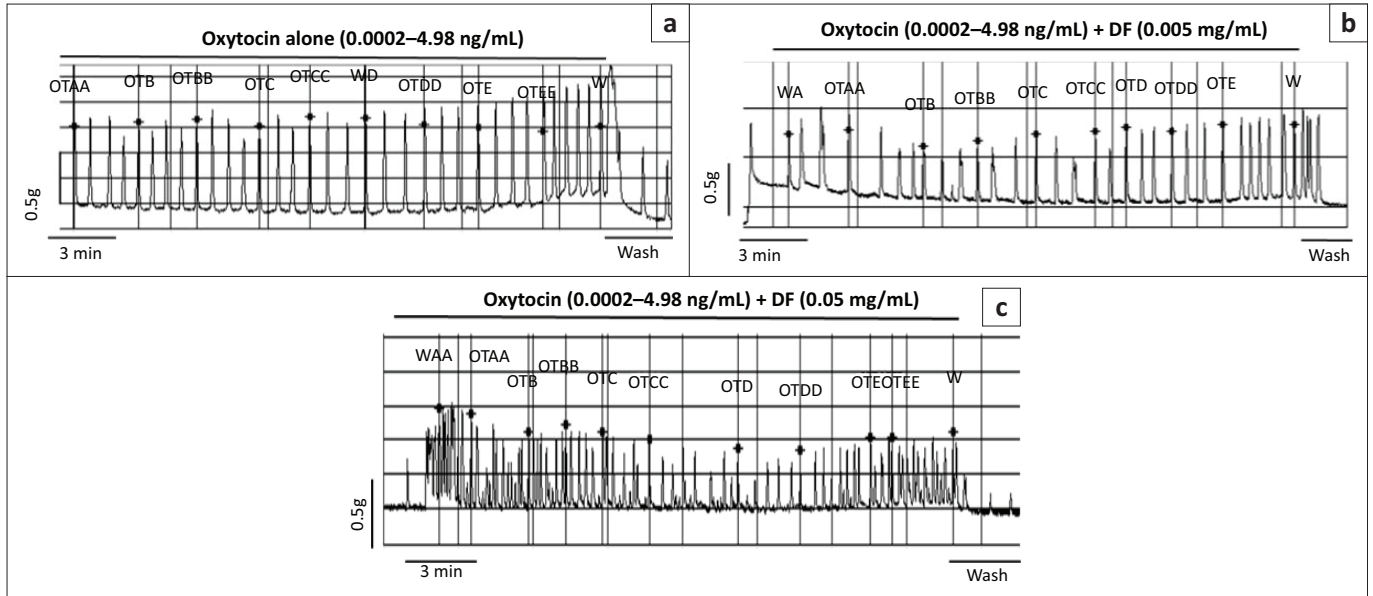 a
Oxytocin alone (0.0002–4.98 ng/mL)
OTAA
OTB
OTBB
OTC
OTCC
WD
OTDD
OTE
OTEE
W
0.5g
3 min
Wash
b
Oxytocin (0.0002–4.98 ng/mL) + DF (0.005 mg/mL)
WA
OTAA
OTB
OTBB
OTC
OTCC
OTD
OTDD
OTE
W
0.5g
3 min
Wash
c
Oxytocin (0.0002–4.98 ng/mL) + DF (0.05 mg/mL)
WAA
OTAA
OTB
OTBB
OTC
OTCC
OTD
OTDD
OTEOTEE
W
0.5g
3 min
Wash